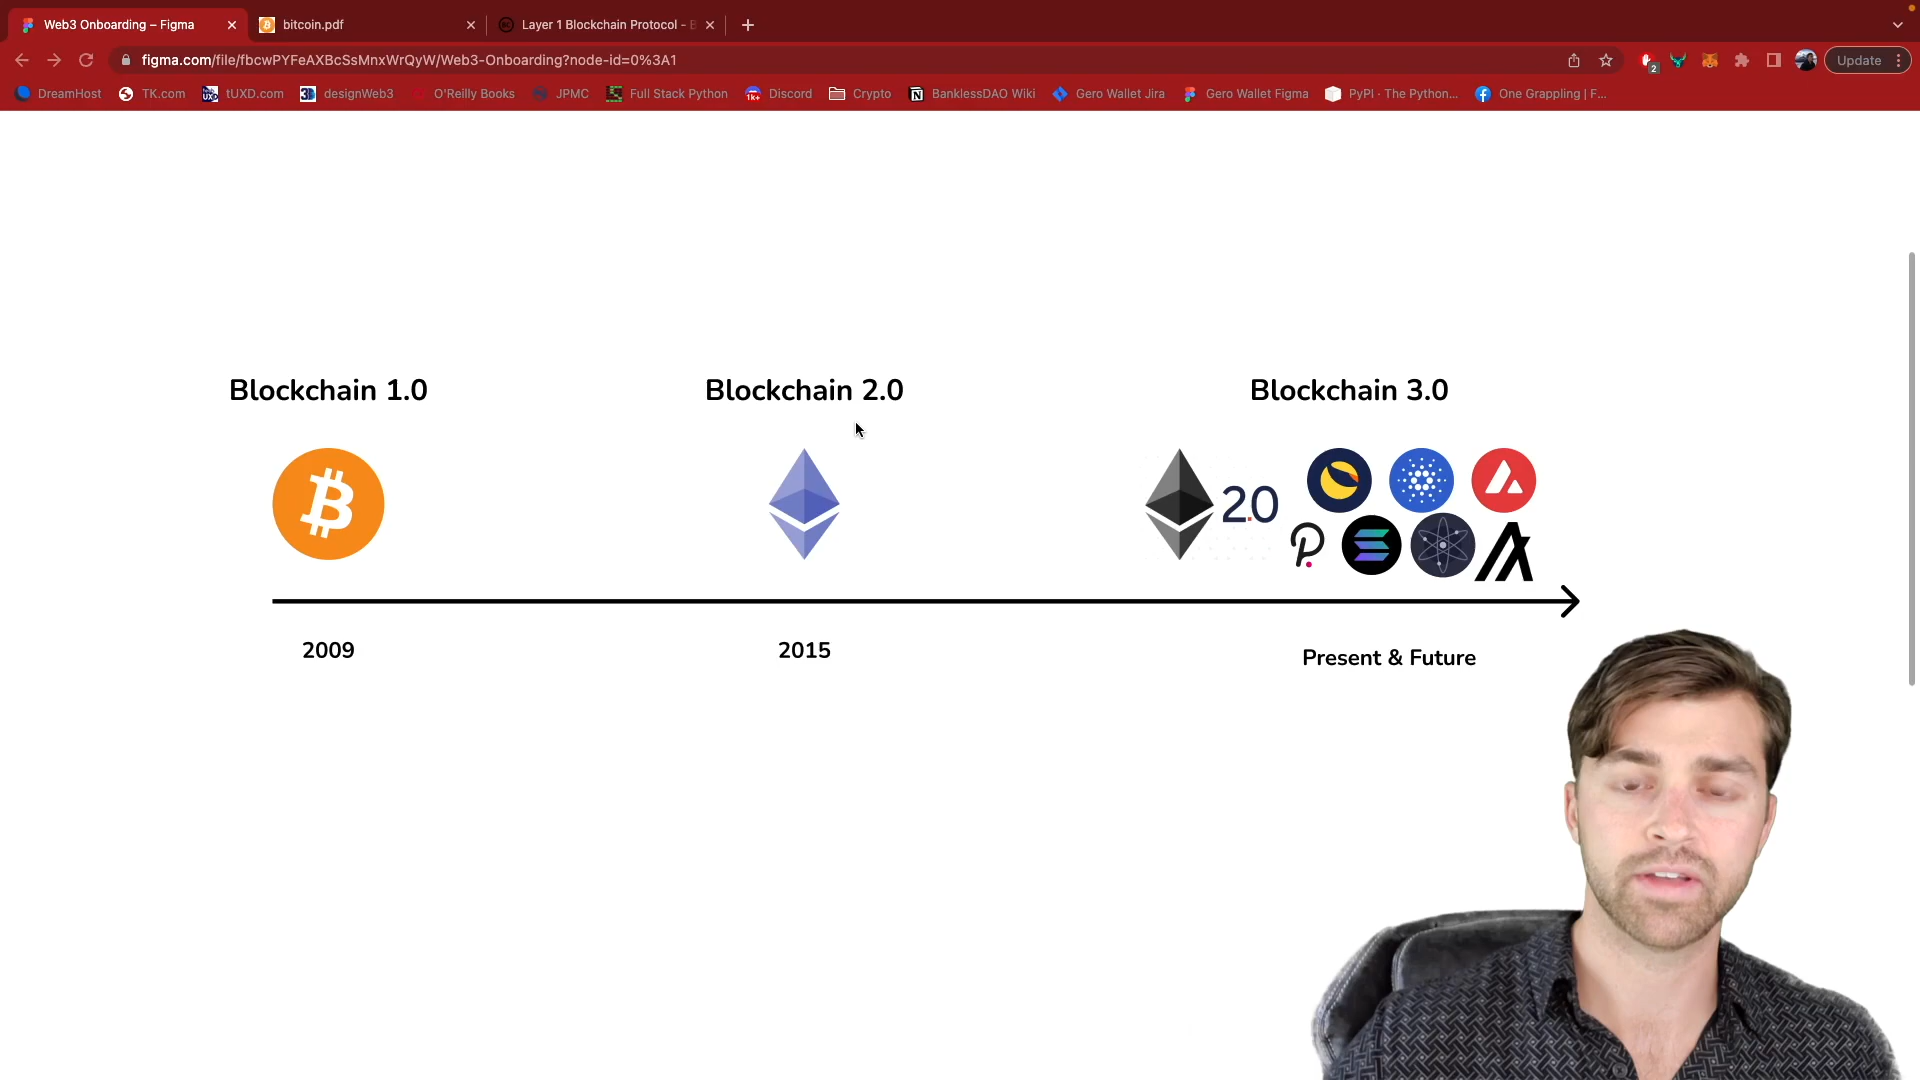 Web3 Onboarding – Figma
bitcoin.pdf
Layer 1 Blockchain Protocol -
figma.com/file/fbcwPYFeAXBcSsMnxWrQyW/Web3-Onboarding?node-id=0%3A1
2
Update
DreamHost
TK.com
tUXD.com
designWeb3
O'Reilly Books
JPMC
Full Stack Python
1K+
Discord
Crypto
BanklessDAO Wiki
Gero Wallet Jira
Gero Wallet Figma
PyPI · The Python...
One Grappling | F...
Blockchain 1.0
Blockchain 2.0
Blockchain 3.0
2.0
2009
2015
Present & Future